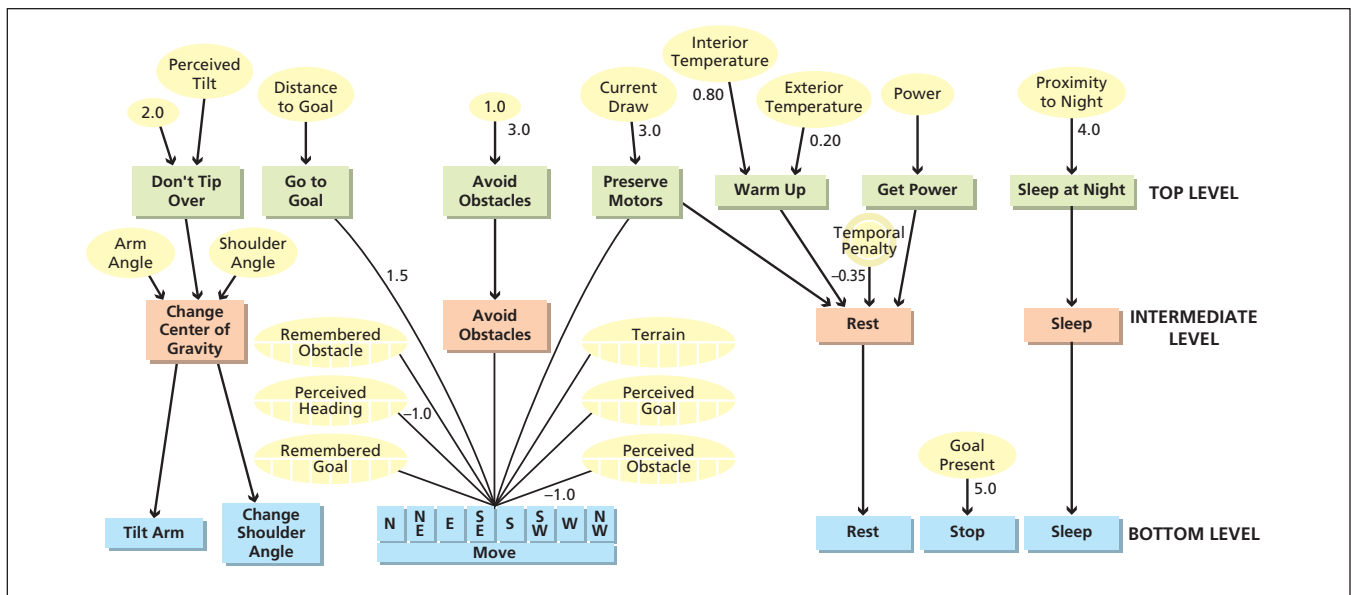 Perceived
Tilt
2.0
Distance
to Goal
1.0
3.0
Current
Draw
3.0
Interior
Temperature
0.80
Exterior
Temperature
0.20
Power
Proximity
to Night
4.0
Don't Tip
Over
Go to
Goal
Avoid
Obstacles
Preserve
Motors
Warm Up
Get Power
Sleep at Night
TOP LEVEL
Arm
Angle
Shoulder
Angle
1.5
Temporal
Penalty
–0.35
Change
Center of
Gravity
Avoid
Obstacles
Rest
Sleep
INTERMEDIATE
LEVEL
Remembered
Obstacle
Perceived
Heading
–1.0
Remembered
Goal
Terrain
Perceived
Goal
Perceived
Obstacle
–1.0
Goal
Present
5.0
Tilt Arm
Change
Shoulder
Angle
N
N
E
E
S
E
S
S
W
W
N
W
Move
Rest
Stop
Sleep
BOTTOM LEVEL